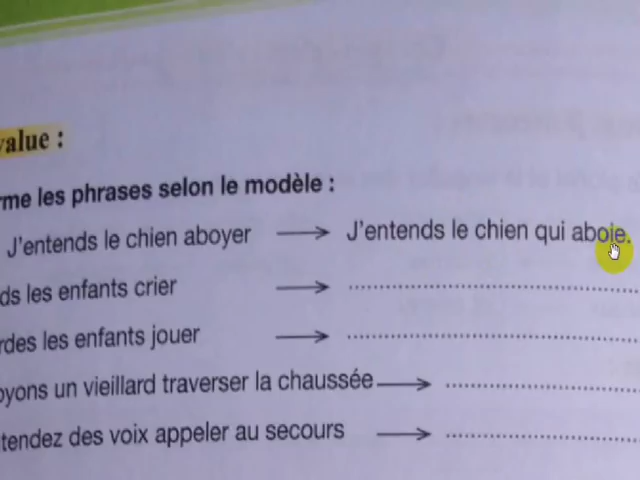 value :
rme les phrases selon le modèle :
J'entends le chien aboyer → J'entends le chien qui aboie.
ds les enfants crier → ........................
rdes les enfants jouer → ........................
oyons un vieillard traverser la chaussée → ........................
tendez des voix appeler au secours → ........................